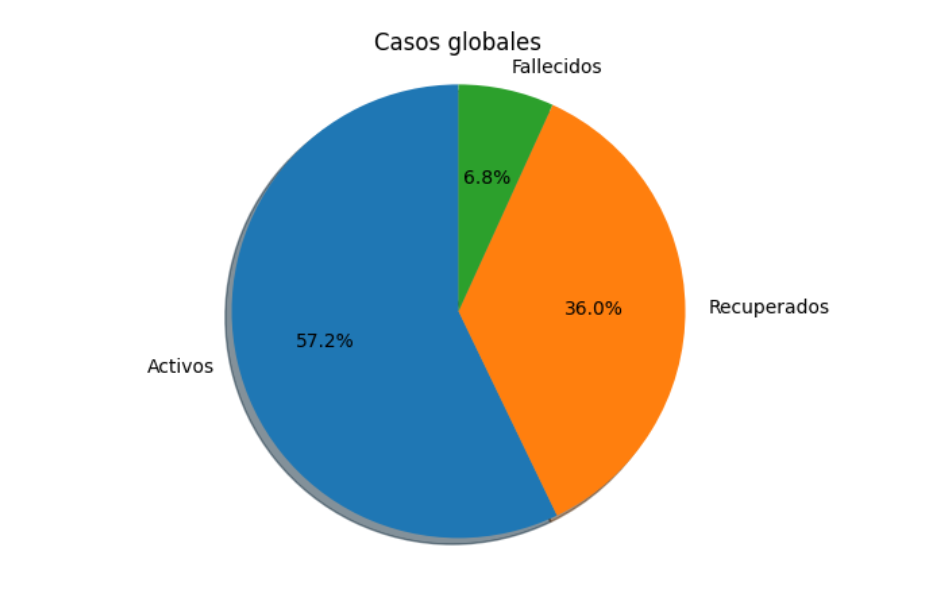 Casos globales
Fallecidos
6.8%
36.0%
Recuperados
57.2%
Activos